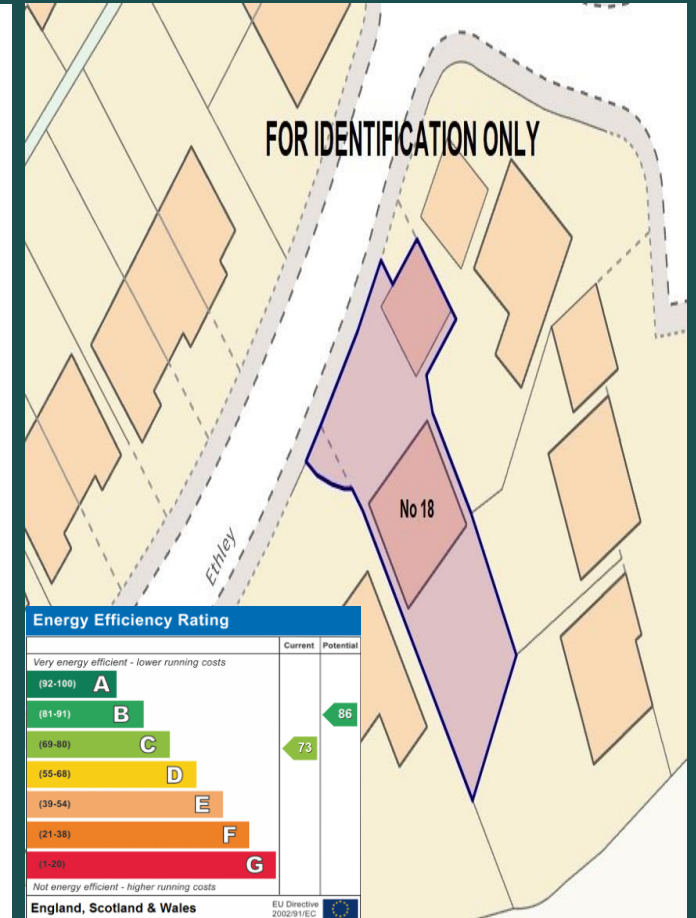 FOR IDENTIFICATION ONLY
No 18
Ethley
Energy Efficiency Rating
Current Potential
Very energy efficient - lower running costs
(92-100) A
(81-91) B 86
(69-80) C 73
(55-68) D
(39-54) E
(21-38) F
(1-20) G
Not energy efficient - higher running costs
England, Scotland & Wales
EU Directive
2002/91/EC